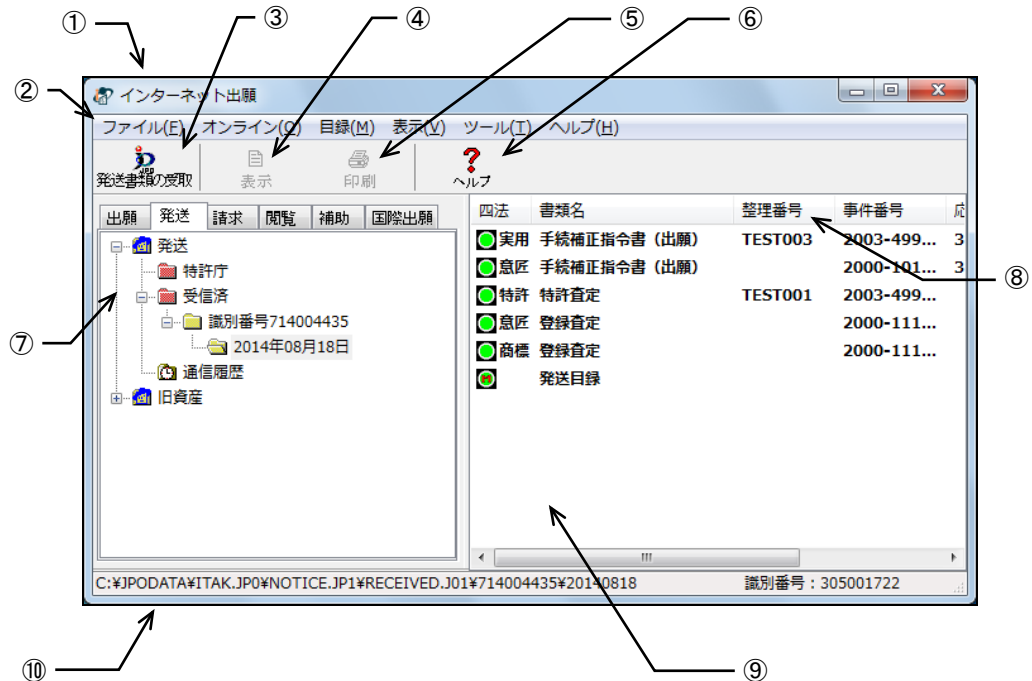 ① ③ ④ ⑤ ⑥
② インターネット出願
ファイル(F) オンライン(O) 目録(M) 表示(V) ツール(T) ヘルプ(H)
発送書類の受取 表示 印刷 ヘルプ
出願 発送 請求 閲覧 補助 国際出願
発送
特許庁
受信済
識別番号714004435
2014年08月18日
通信履歴
旧資産
四法 書類名 整理番号 事件番号
実用 手続補正指令書（出願） TEST003 2003-499... 3
意匠 手続補正指令書（出願） 2000-101... 3
特許 特許査定 TEST001 2003-499...
意匠 登録査定 2000-111...
商標 登録査定 2000-111...
発送目録
⑦
⑧
C:¥JPODATA¥ITAK.JP0¥NOTICE.JP1¥RECEIVED.J01¥714004435¥20140818 識別番号：305001722
⑩ ⑨